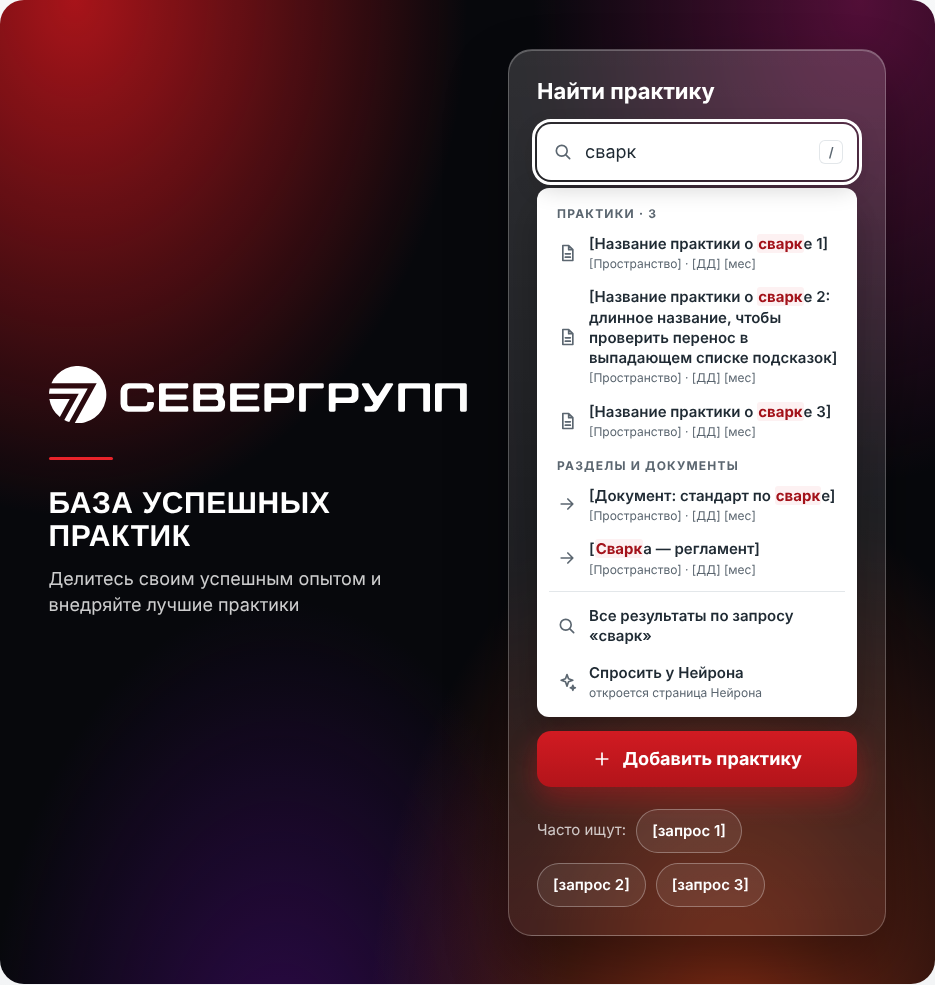 СЕВЕРГРУПП
БАЗА УСПЕШНЫХ
ПРАКТИК
Делитесь своим успешным опытом и
внедряйте лучшие практики
Найти практику
сварк /
ПРАКТИКИ · 3
[Название практики о сварке 1]
[Пространство] · [ДД] [мес]
[Название практики о сварке 2:
длинное название, чтобы
проверить перенос в
выпадающем списке подсказок]
[Пространство] · [ДД] [мес]
[Название практики о сварке 3]
[Пространство] · [ДД] [мес]
РАЗДЕЛЫ И ДОКУМЕНТЫ
[Документ: стандарт по сварке]
[Пространство] · [ДД] [мес]
[Сварка — регламент]
[Пространство] · [ДД] [мес]
Все результаты по запросу
«сварк»
Спросить у Нейрона
откроется страница Нейрона
+ Добавить практику
Часто ищут: [запрос 1]
[запрос 2] [запрос 3]